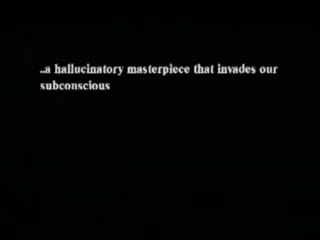 ..a hallucinatory masterpiece that invades our
subconscious